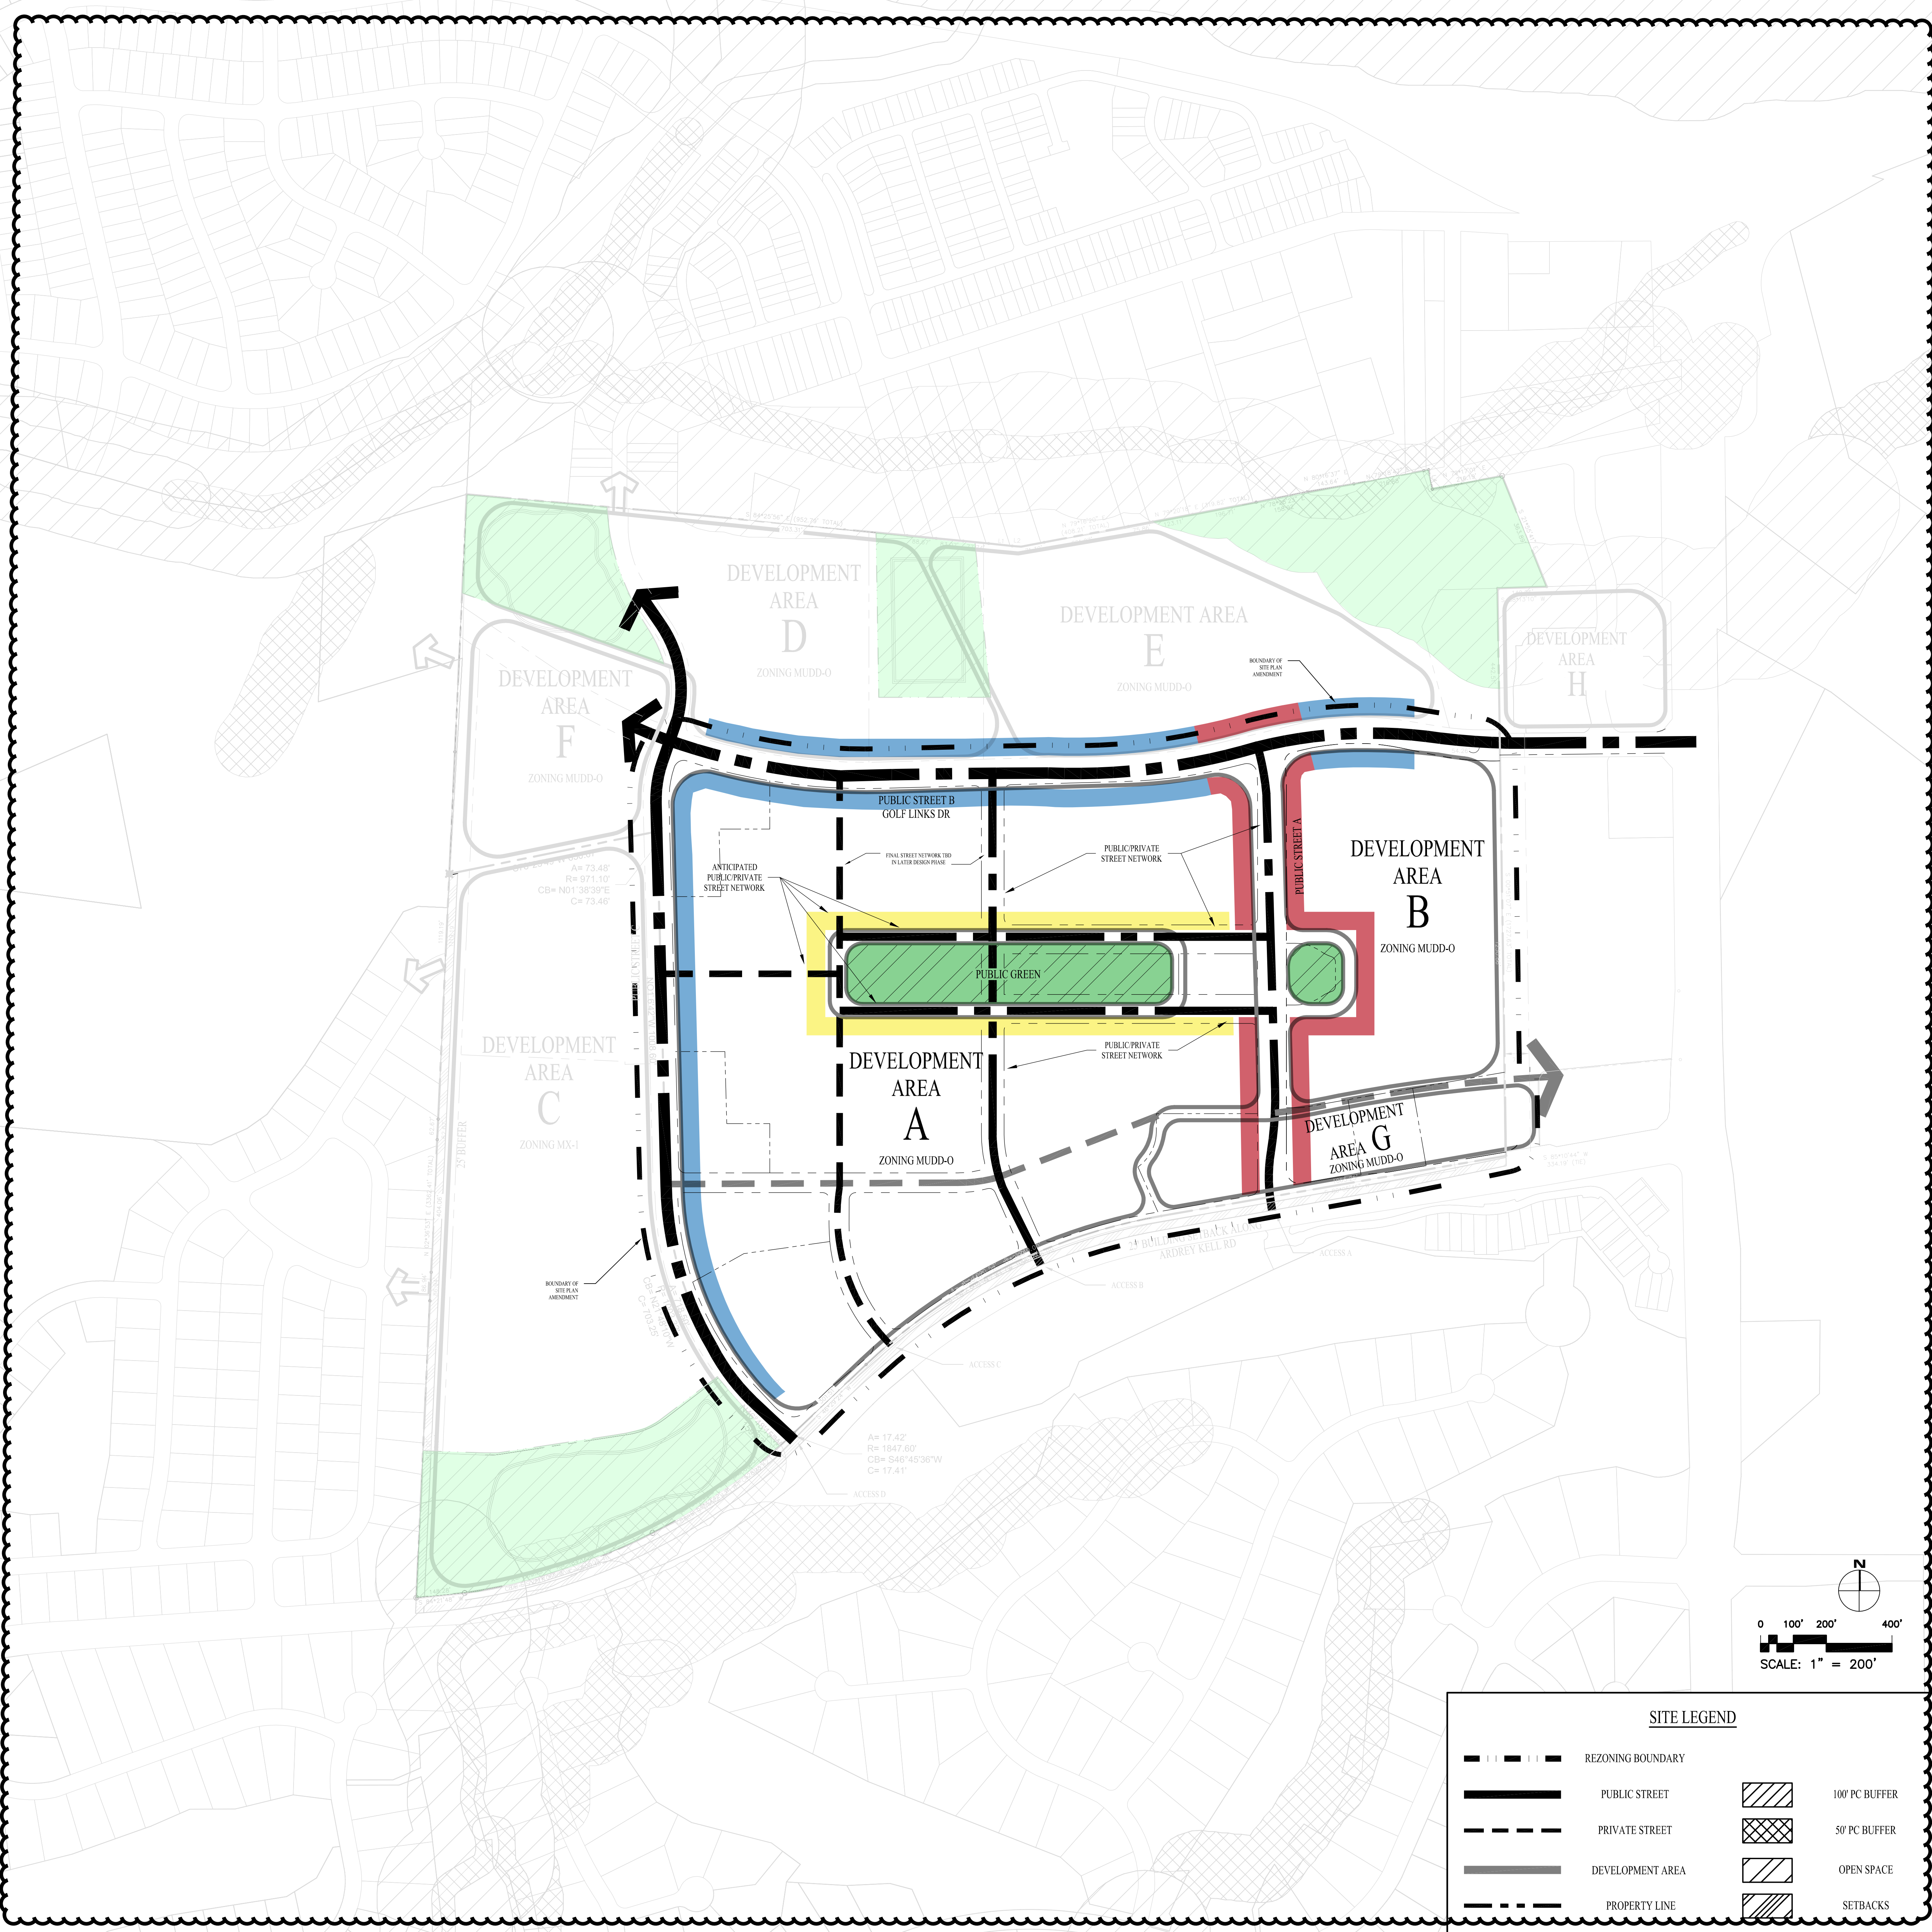 DEVELOPMENT
AREA
D
ZONING MUDD-O
DEVELOPMENT AREA
E
ZONING MUDD-O
DEVELOPMENT
AREA
H
DEVELOPMENT
AREA
F
ZONING MUDD-O
BOUNDARY OF
SITE PLAN
AMENDMENT
PUBLIC STREET B
GOLF LINKS DR
A= 73.48'
R= 971.10'
CB= N01°38'39"E
C= 73.46'
ANTICIPATED
PUBLIC/PRIVATE
STREET NETWORK
FINAL STREET NETWORK TBD
IN LATER DESIGN PHASE
PUBLIC/PRIVATE
STREET NETWORK
PUBLIC STREET A
DEVELOPMENT
AREA
B
ZONING MUDD-O
PUBLIC GREEN
DEVELOPMENT
AREA
C
ZONING MX-1
25' BUFFER
DEVELOPMENT
AREA
A
ZONING MUDD-O
PUBLIC/PRIVATE
STREET NETWORK
DEVELOPMENT
AREA G
ZONING MUDD-O
ARDREY KELL RD
ACCESS A
ACCESS B
ACCESS C
BOUNDARY OF
SITE PLAN
AMENDMENT
C= 703.25'
A= 17.42'
R= 1847.60'
CB= S46°45'36"W
C= 17.41'
ACCESS D
N
0 100' 200' 400'
SCALE: 1" = 200'
SITE LEGEND
REZONING BOUNDARY
PUBLIC STREET
100' PC BUFFER
PRIVATE STREET
50' PC BUFFER
DEVELOPMENT AREA
OPEN SPACE
PROPERTY LINE
SETBACKS